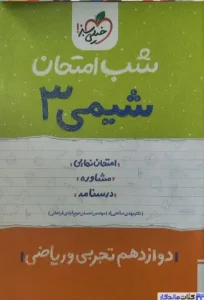 خیلی سبز
شب امتحان
شیمی ۳
امتحان نهایی
مشاوره
درسنامه
دوازدهم تجربی و ریاضی